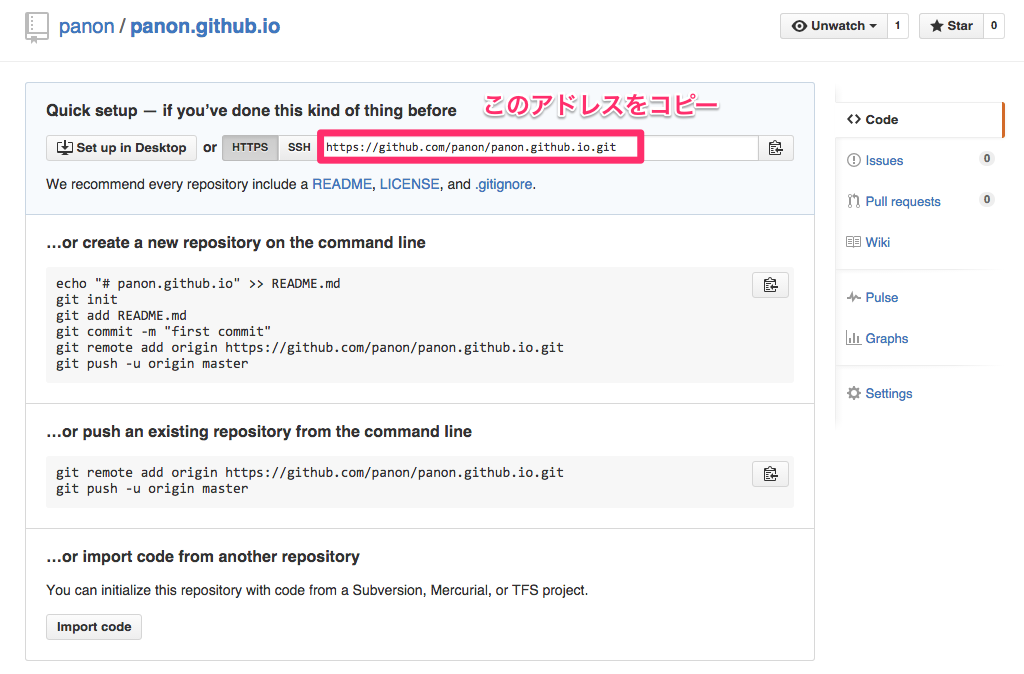 panon / panon.github.io
Unwatch 1 Star 0
Quick setup — if you've done this kind of thing before
このアドレスをコピー
Set up in Desktop or HTTPS SSH https://github.com/panon/panon.github.io.git
We recommend every repository include a README, LICENSE, and .gitignore.
…or create a new repository on the command line
echo "# panon.github.io" >> README.md
git init
git add README.md
git commit -m "first commit"
git remote add origin https://github.com/panon/panon.github.io.git
git push -u origin master
…or push an existing repository from the command line
git remote add origin https://github.com/panon/panon.github.io.git
git push -u origin master
…or import code from another repository
You can initialize this repository with code from a Subversion, Mercurial, or TFS project.
Import code
Code
Issues 0
Pull requests 0
Wiki
Pulse
Graphs
Settings